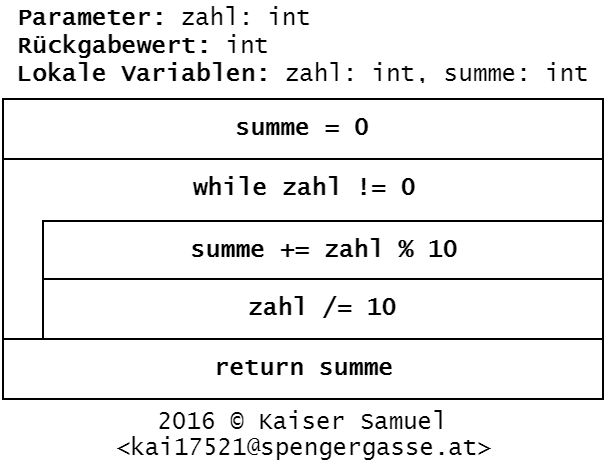 Parameter: zahl: int
Rückgabewert: int
Lokale Variablen: zahl: int, summe: int
summe = 0
while zahl != 0
summe += zahl % 10
zahl /= 10
return summe
2016 © Kaiser Samuel
<kai17521@spengergasse.at>